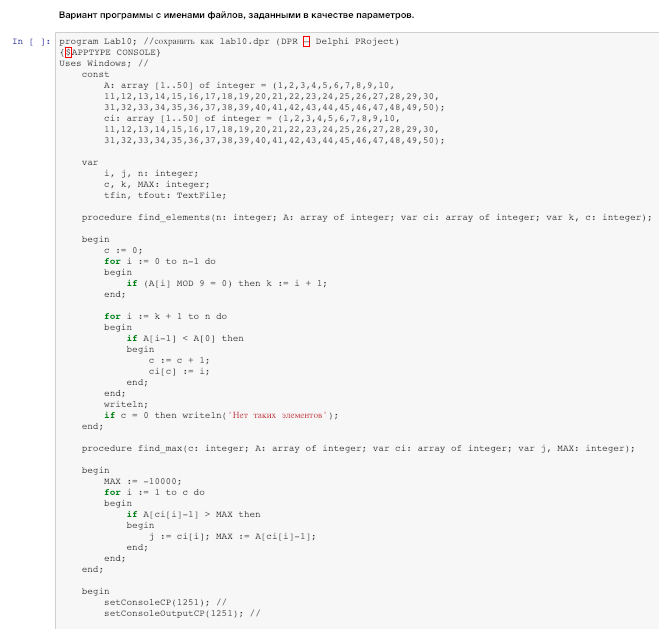 Вариант программы с именами файлов, заданными в качестве параметров.
In [ ]: program Lab10; //сохранить как lab10.dpr (DPR – Delphi PRoject)
{$APPTYPE CONSOLE}
Uses Windows; //
const
A: array [1..50] of integer = (1,2,3,4,5,6,7,8,9,10,
11,12,13,14,15,16,17,18,19,20,21,22,23,24,25,26,27,28,29,30,
31,32,33,34,35,36,37,38,39,40,41,42,43,44,45,46,47,48,49,50);
ci: array [1..50] of integer = (1,2,3,4,5,6,7,8,9,10,
11,12,13,14,15,16,17,18,19,20,21,22,23,24,25,26,27,28,29,30,
31,32,33,34,35,36,37,38,39,40,41,42,43,44,45,46,47,48,49,50);
var
i, j, n: integer;
c, k, MAX: integer;
tfin, tfout: TextFile;
procedure find_elements(n: integer; A: array of integer; var ci: array of integer; var k, c: integer);
begin
c := 0;
for i := 0 to n-1 do
begin
if (A[i] MOD 9 = 0) then k := i + 1;
end;
for i := k + 1 to n do
begin
if A[i-1] < A[0] then
begin
c := c + 1;
ci[c] := i;
end;
end;
writeln;
if c = 0 then writeln('Нет таких элементов');
end;
procedure find_max(c: integer; A: array of integer; var ci: array of integer; var j, MAX: integer);
begin
MAX := -10000;
for i := 1 to c do
begin
if A[ci[i]-1] > MAX then
begin
j := ci[i]; MAX := A[ci[i]-1];
end;
end;
end;
begin
setConsoleCP(1251); //
setConsoleOutputCP(1251); //